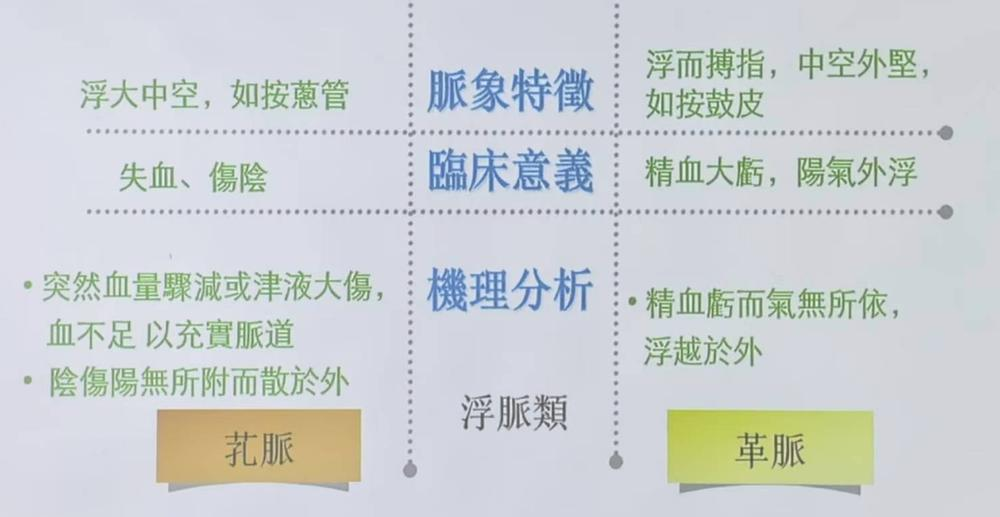 浮大中空，如按蔥管
脈象特徵
浮而搏指，中空外堅，
如按鼓皮
失血、傷陰
臨床意義
精血大虧，陽氣外浮
• 突然血量驟減或津液大傷，
血不足 以充實脈道
• 陰傷陽無所附而散於外
機理分析
• 精血虧而氣無所依，
浮越於外
浮脈類
芤脈
革脈